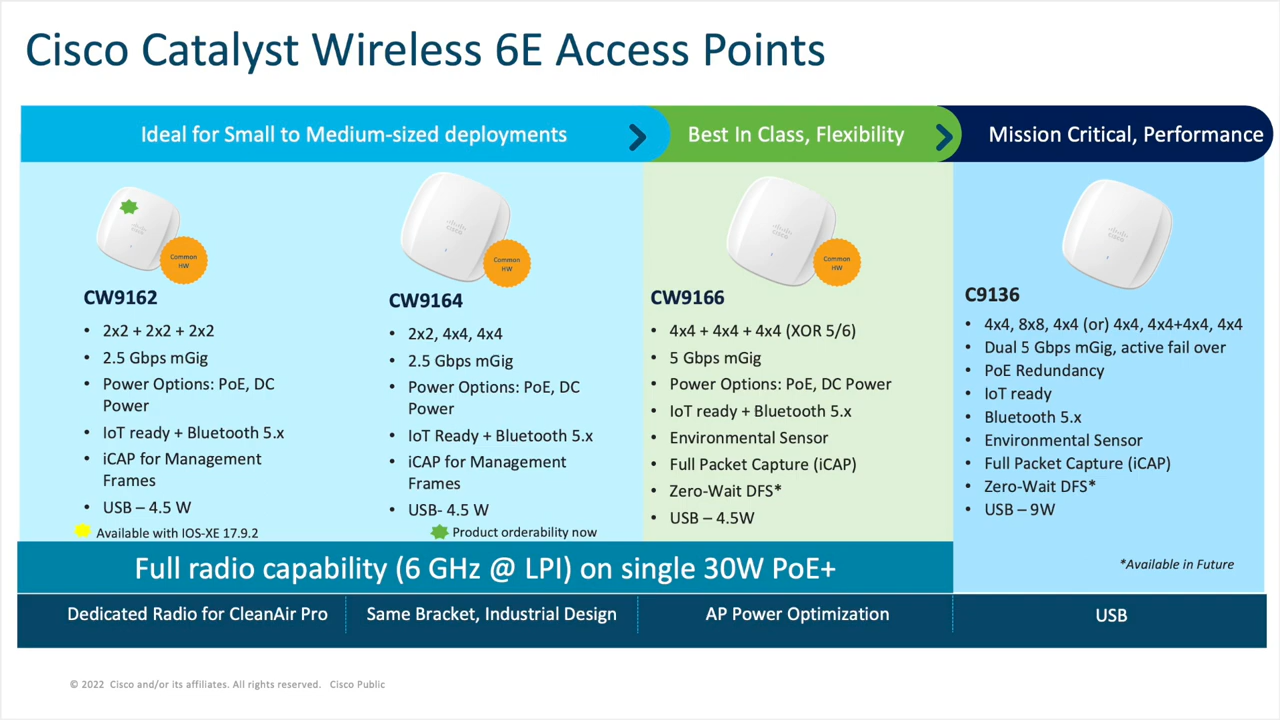 Cisco Catalyst Wireless 6E Access Points
Ideal for Small to Medium-sized deployments
Best In Class, Flexibility
Mission Critical, Performance
CISCO
Common
HW
CW9162
• 2x2 + 2x2 + 2x2
• 2.5 Gbps mGig
• Power Options: PoE, DC
Power
• IoT ready + Bluetooth 5.x
• iCAP for Management
Frames
• USB – 4.5 W
Available with IOS-XE 17.9.2
CISCO
Common
HW
CW9164
• 2x2, 4x4, 4x4
• 2.5 Gbps mGig
• Power Options: PoE, DC
Power
• IoT Ready + Bluetooth 5.x
• iCAP for Management
Frames
• USB- 4.5 W
Product orderability now
CISCO
Common
HW
CW9166
• 4x4 + 4x4 + 4x4 (XOR 5/6)
• 5 Gbps mGig
• Power Options: PoE, DC Power
• IoT ready + Bluetooth 5.x
• Environmental Sensor
• Full Packet Capture (iCAP)
• Zero-Wait DFS*
• USB – 4.5W
CISCO
C9136
• 4x4, 8x8, 4x4 (or) 4x4, 4x4+4x4, 4x4
• Dual 5 Gbps mGig, active fail over
• PoE Redundancy
• IoT ready
• Bluetooth 5.x
• Environmental Sensor
• Full Packet Capture (iCAP)
• Zero-Wait DFS*
• USB – 9W
*Available in Future
Full radio capability (6 GHz @ LPI) on single 30W PoE+
Dedicated Radio for CleanAir Pro
Same Bracket, Industrial Design
AP Power Optimization
USB
© 2022 Cisco and/or its affiliates. All rights reserved. Cisco Public